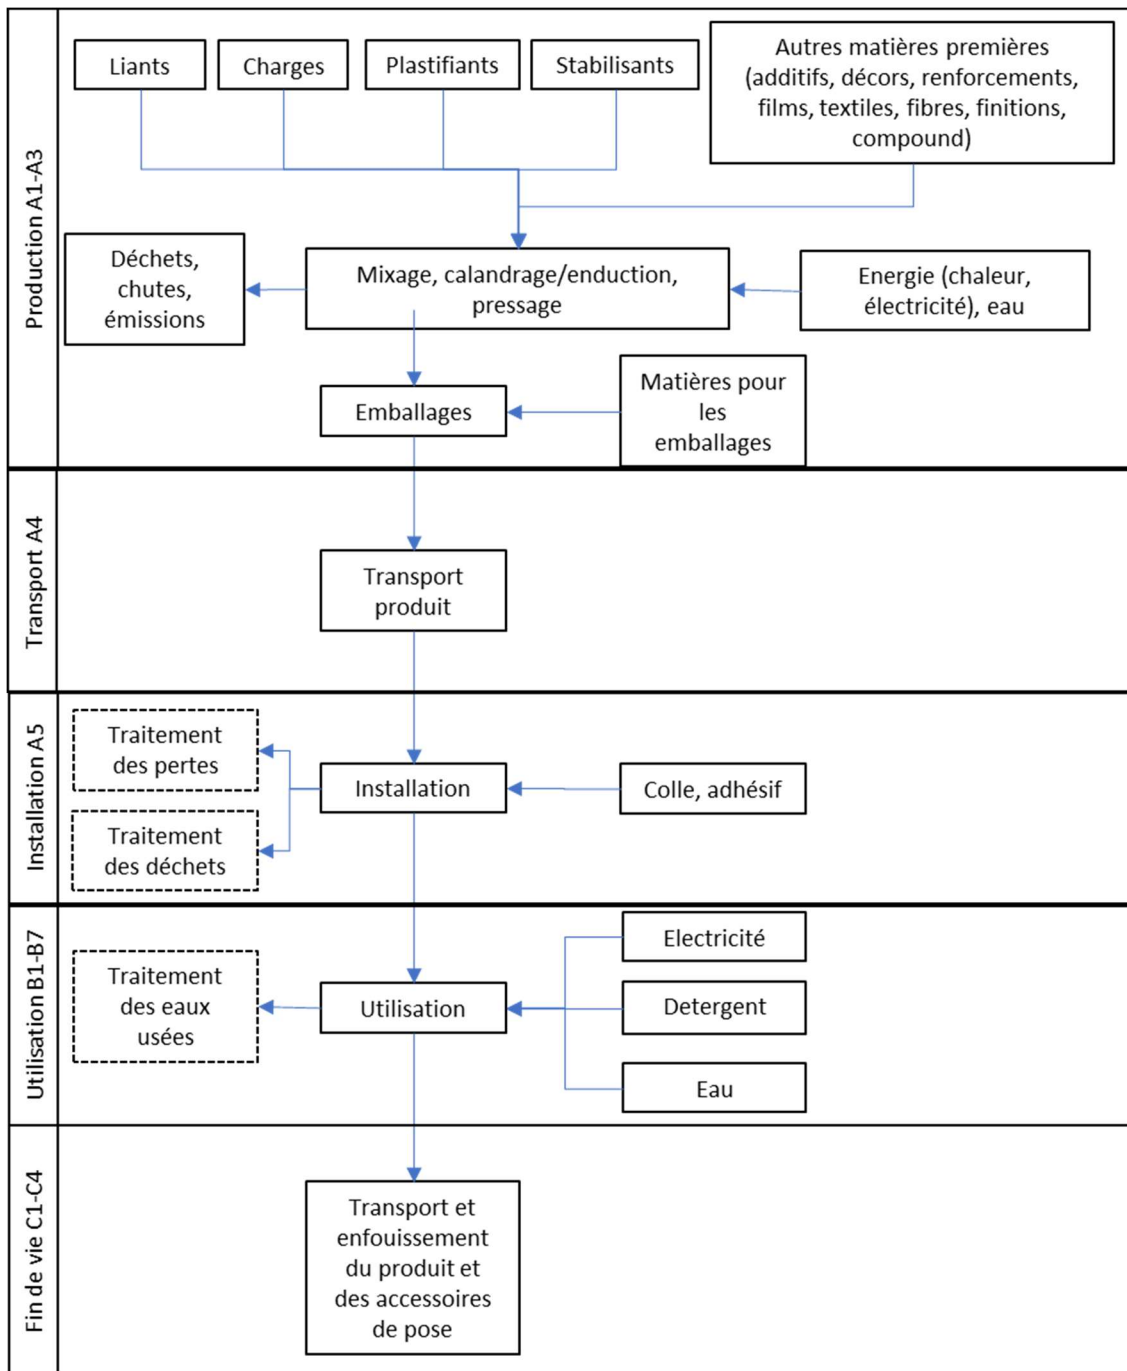 Production A1-A3
Liants
Charges
Plastifiants
Stabilisants
Autres matières premières
(additifs, décors, renforcements,
films, textiles, fibres, finitions,
compound)
Déchets,
chutes,
émissions
Mixage, calandrage/enduction,
pressage
Energie (chaleur,
électricité), eau
Emballages
Matières pour
les
emballages
Transport A4
Transport
produit
Installation A5
Traitement
des pertes
Installation
Colle, adhésif
Traitement
des déchets
Utilisation B1-B7
Traitement
des eaux
usées
Utilisation
Electricité
Detergent
Eau
Fin de vie C1-C4
Transport et
enfouissement
du produit et
des accessoires
de pose